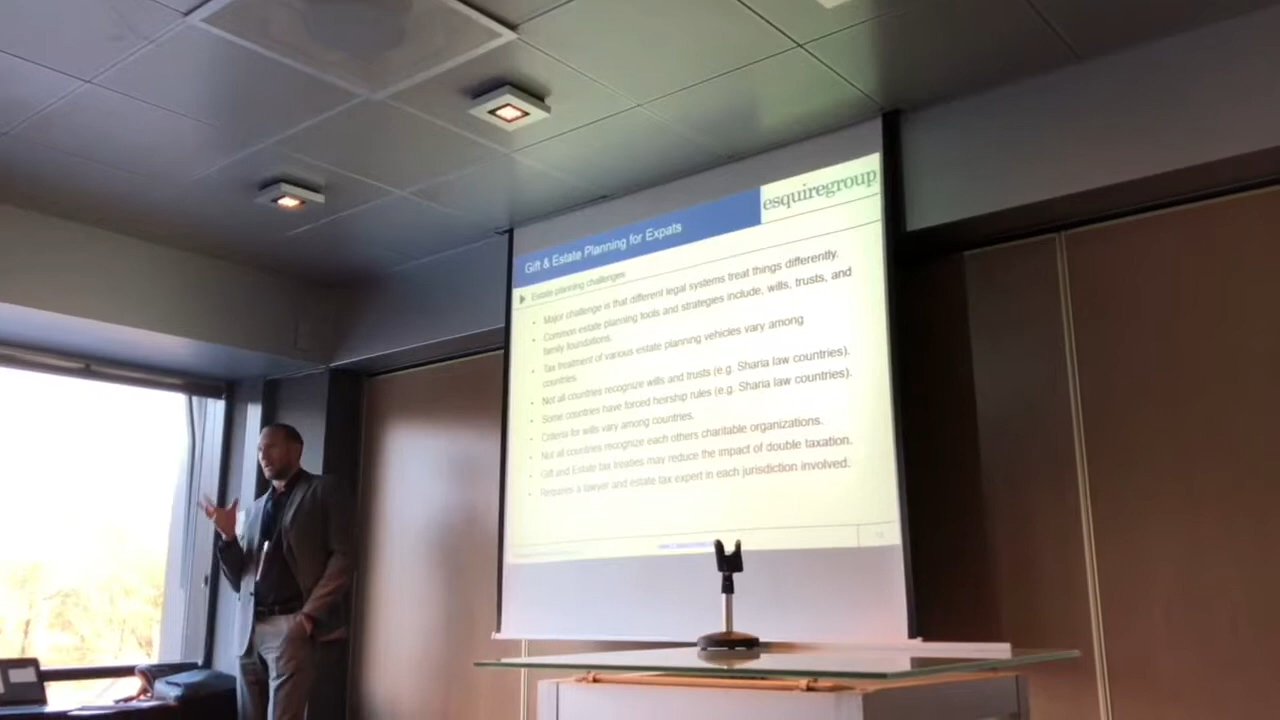 esquiregroup
Gift & Estate Planning for Expats
Estate planning challenges
Major challenge is that different legal systems treat things differently.
Common estate planning tools and strategies include, wills, trusts, and
family foundations.
Tax treatment of various estate planning vehicles vary among
countries.
Not all countries recognize wills and trusts (e.g. Sharia law countries).
Some countries have forced heirship rules (e.g. Sharia law countries).
Criteria for wills vary among countries.
Not all countries recognize each others charitable organizations.
Gift and Estate tax treaties may reduce the impact of double taxation.
Requires a lawyer and estate tax expert in each jurisdiction involved.